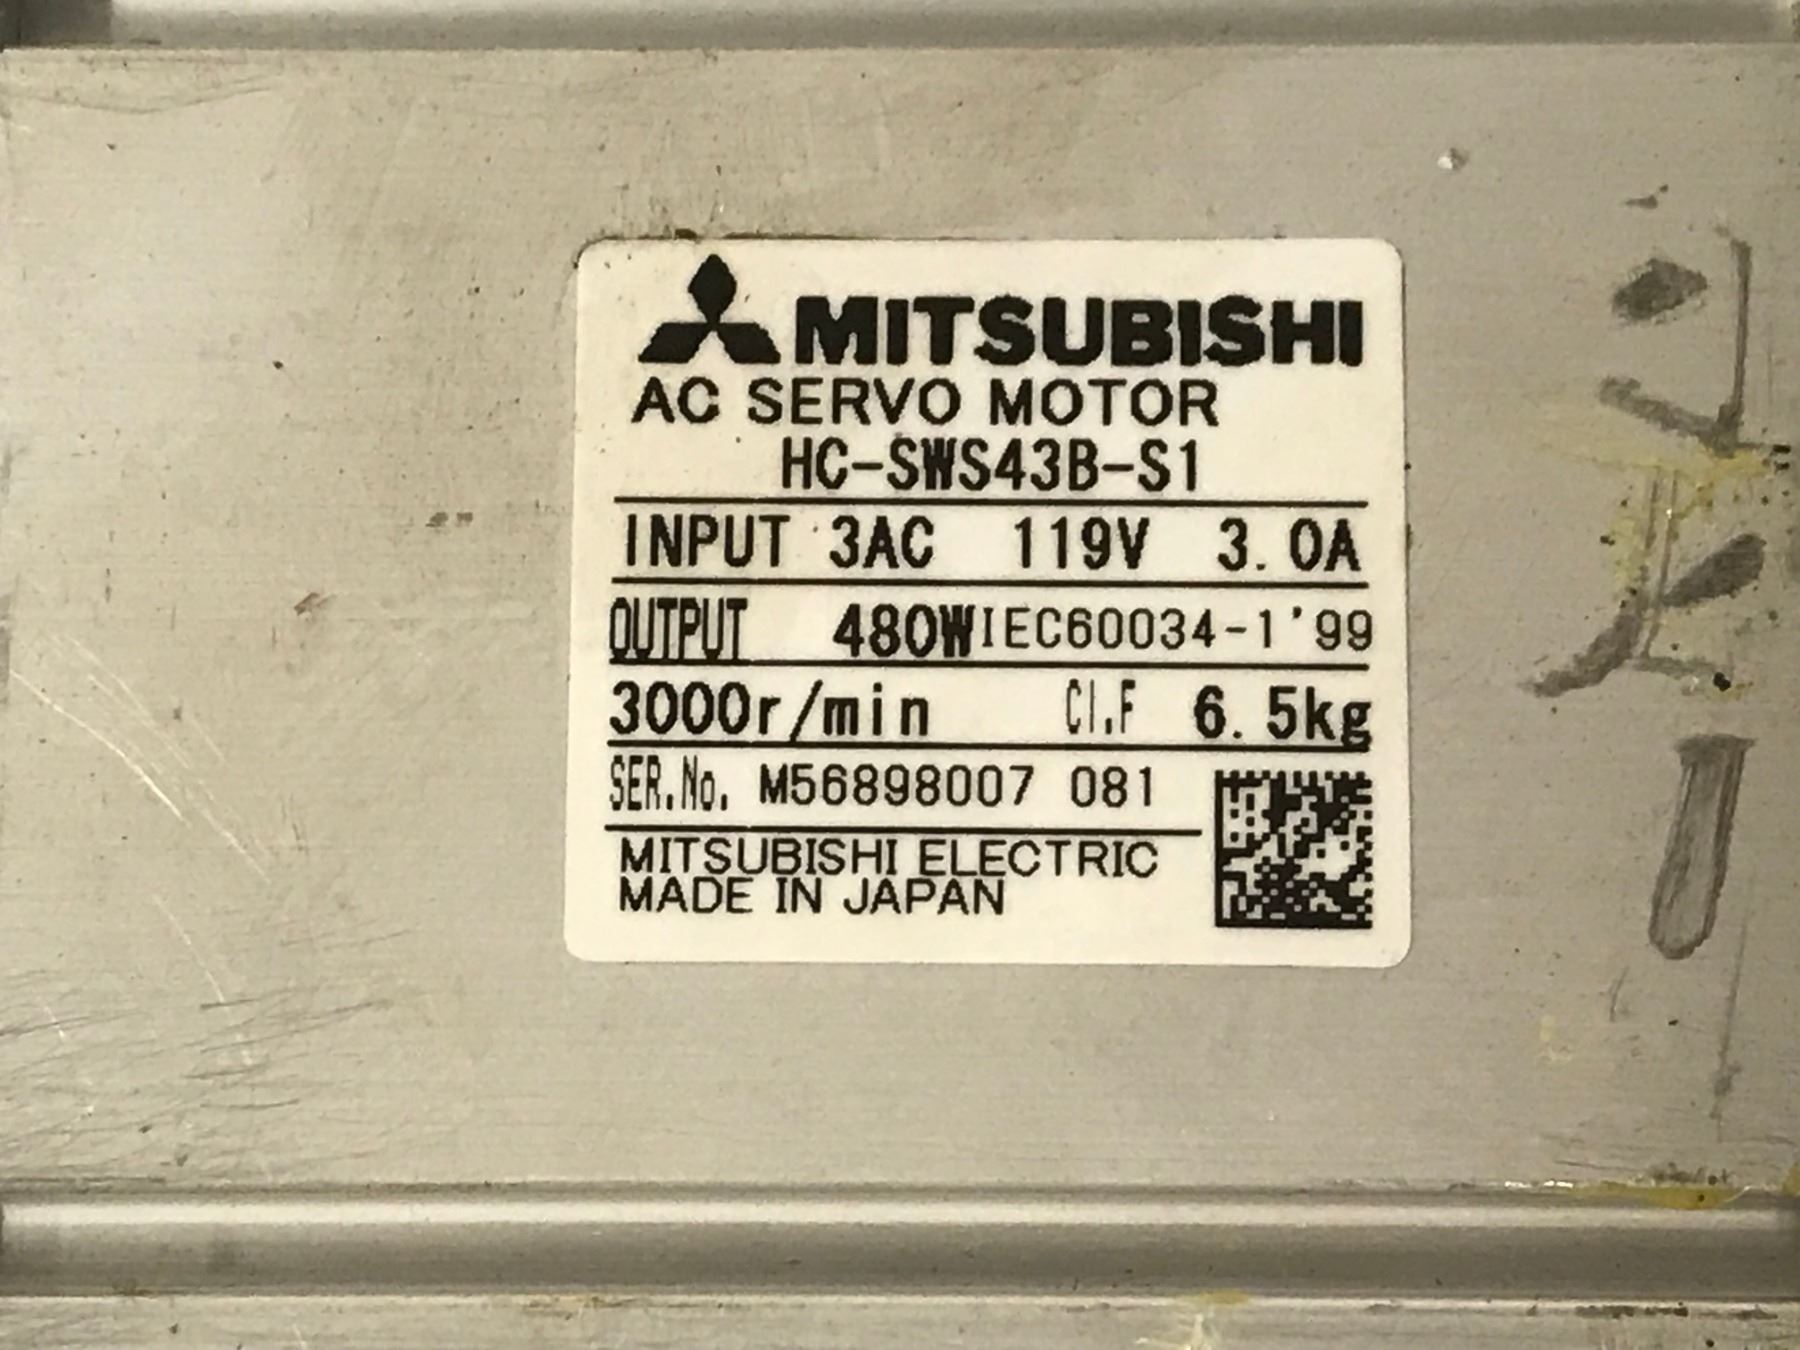 MITSUBISHI
AC SERVO MOTOR
HC-SWS43B-S1
INPUT 3AC 119V 3.0A
OUTPUT 480W IEC60034-1'99
3000r/min CI.F 6.5kg
SER.No. M56898007 081
MITSUBISHI ELECTRIC
MADE IN JAPAN